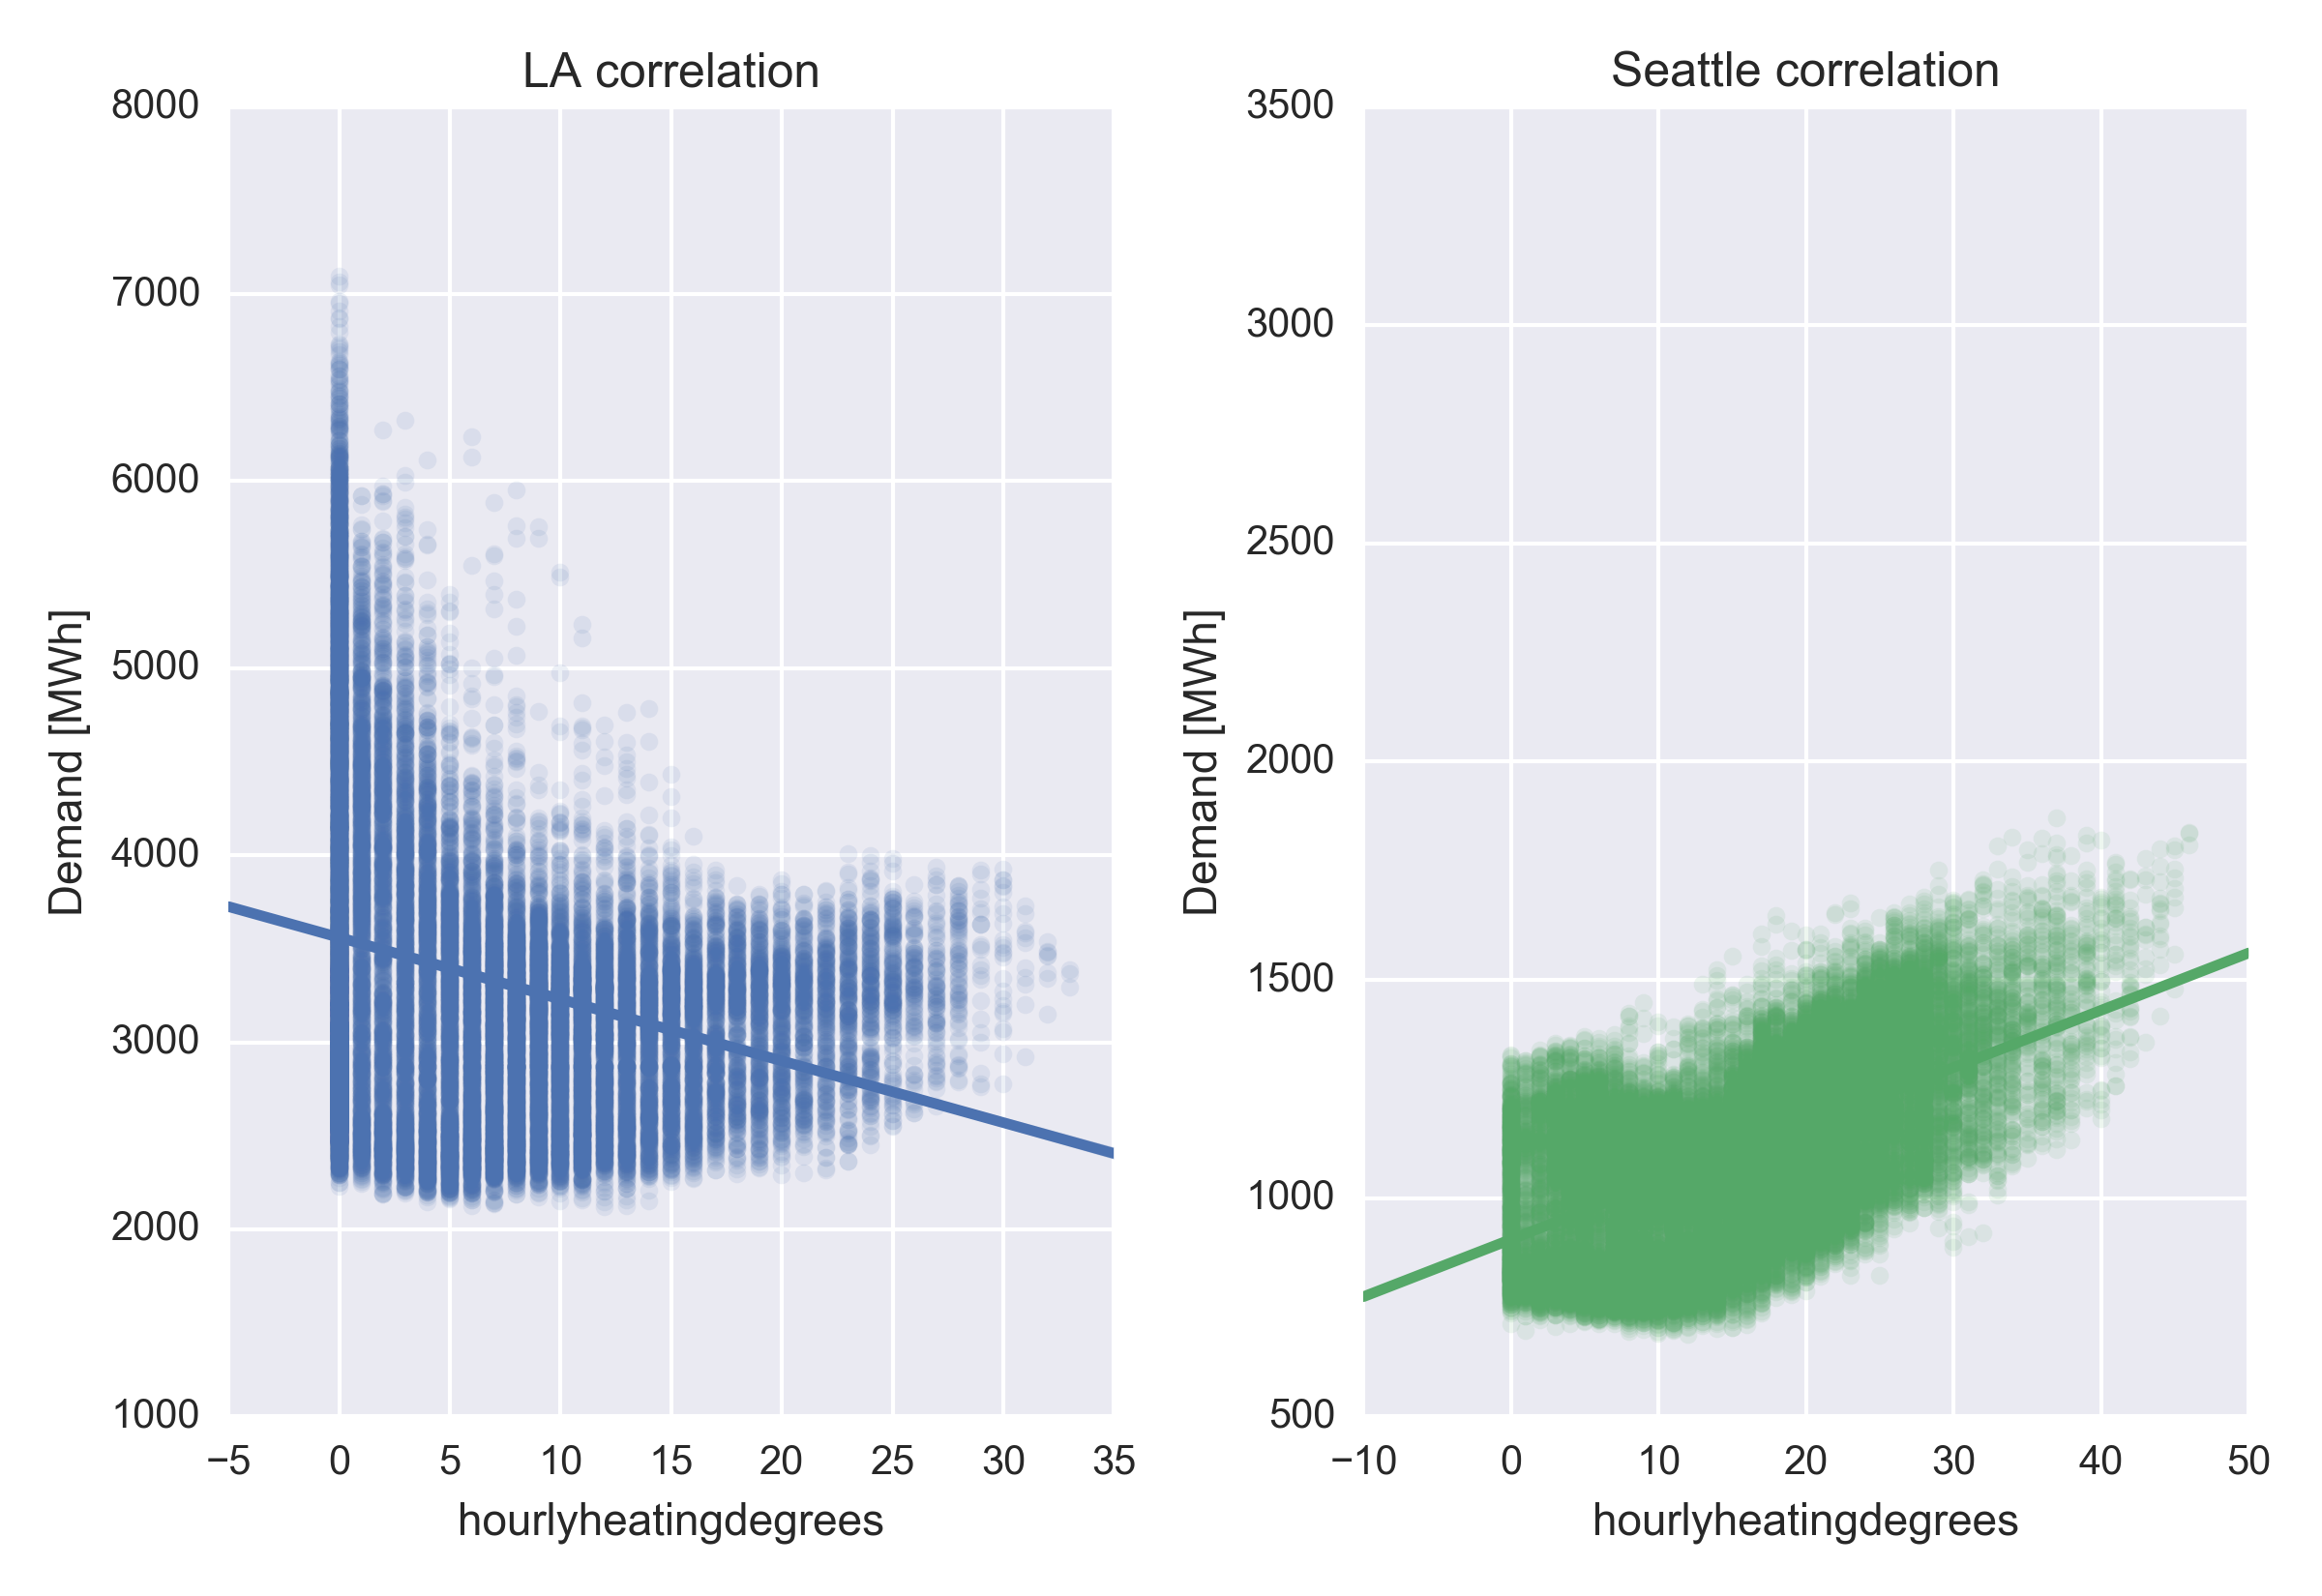 LA correlation
8000
7000
6000
5000
4000
3000
2000
1000
Demand [MWh]
−5 0 5 10 15 20 25 30 35
hourlyheatingdegrees
Seattle correlation
3500
3000
2500
2000
1500
1000
500
Demand [MWh]
−10 0 10 20 30 40 50
hourlyheatingdegrees